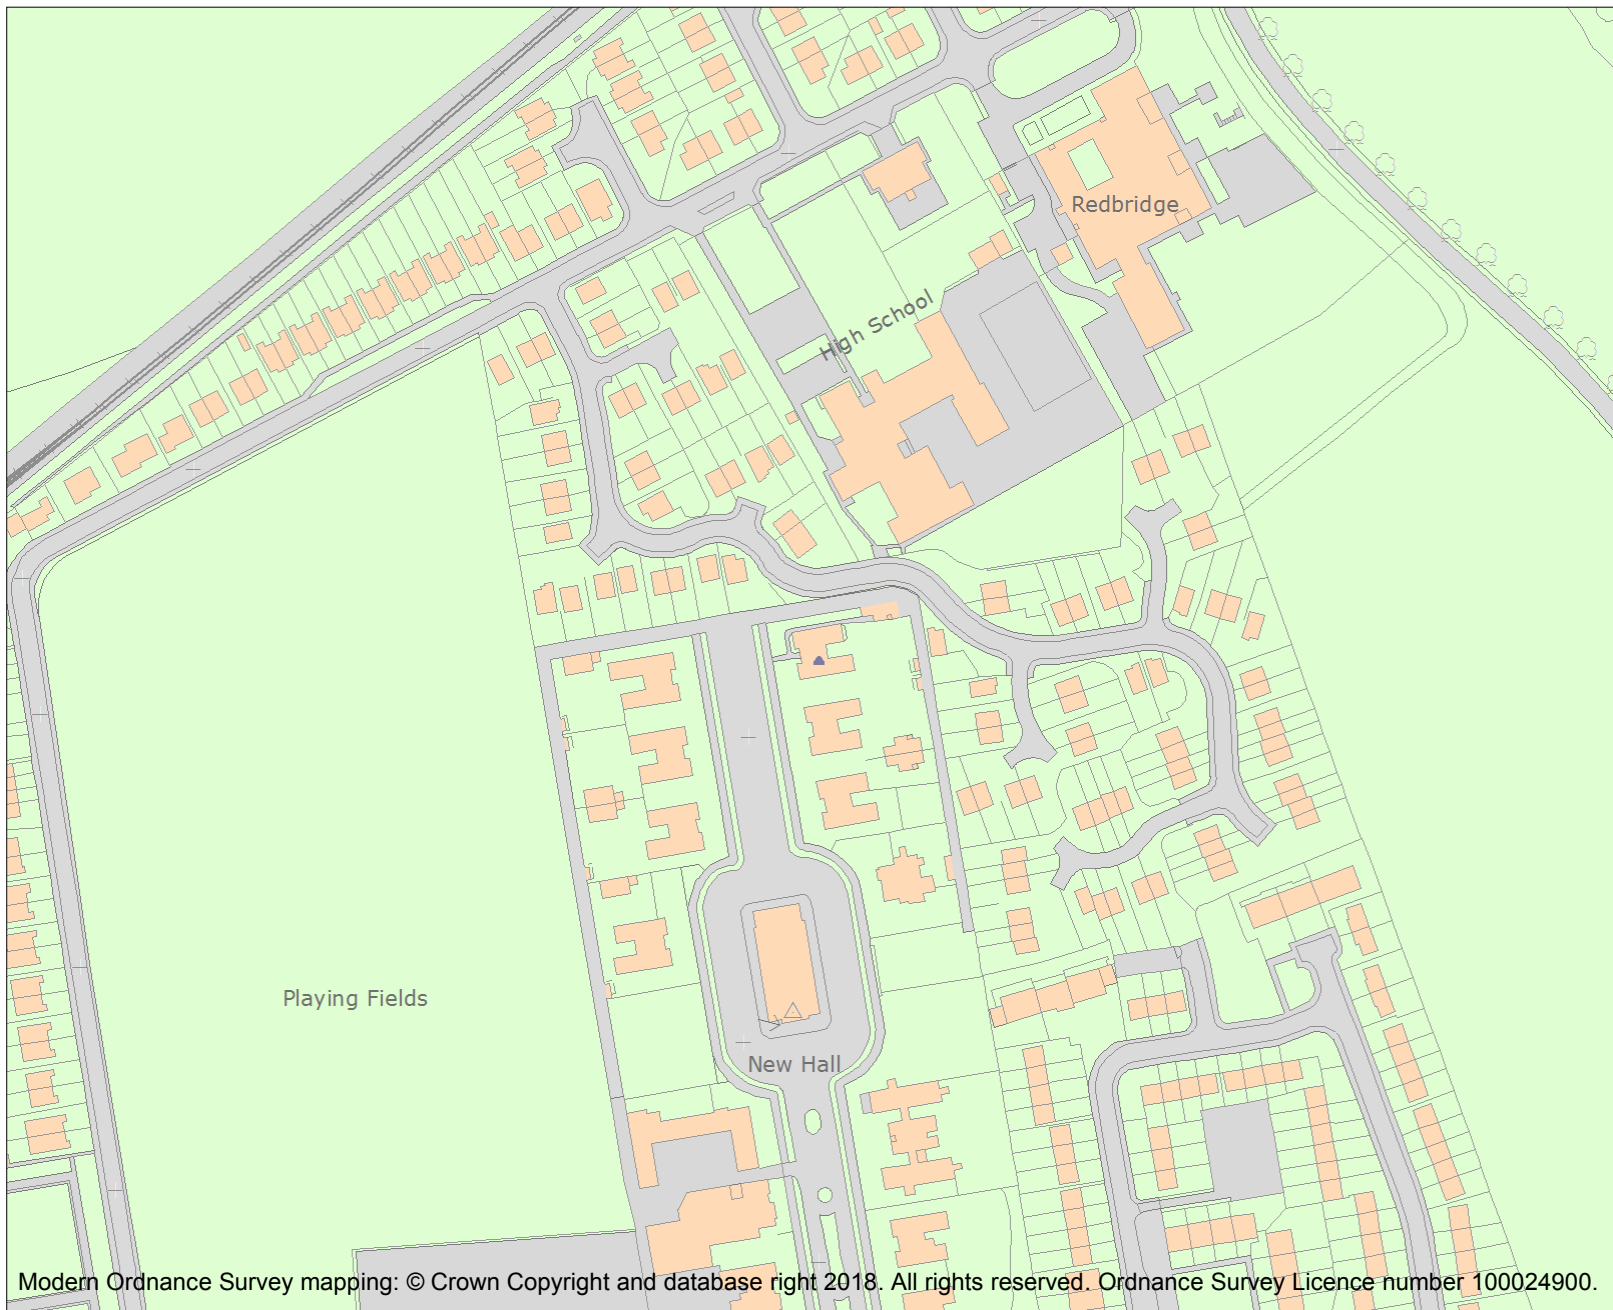 Redbridge
High School
Playing Fields
New Hall
Modern Ordnance Survey mapping: © Crown Copyright and database right 2018. All rights reserved. Ordnance Survey Licence number 100024900.